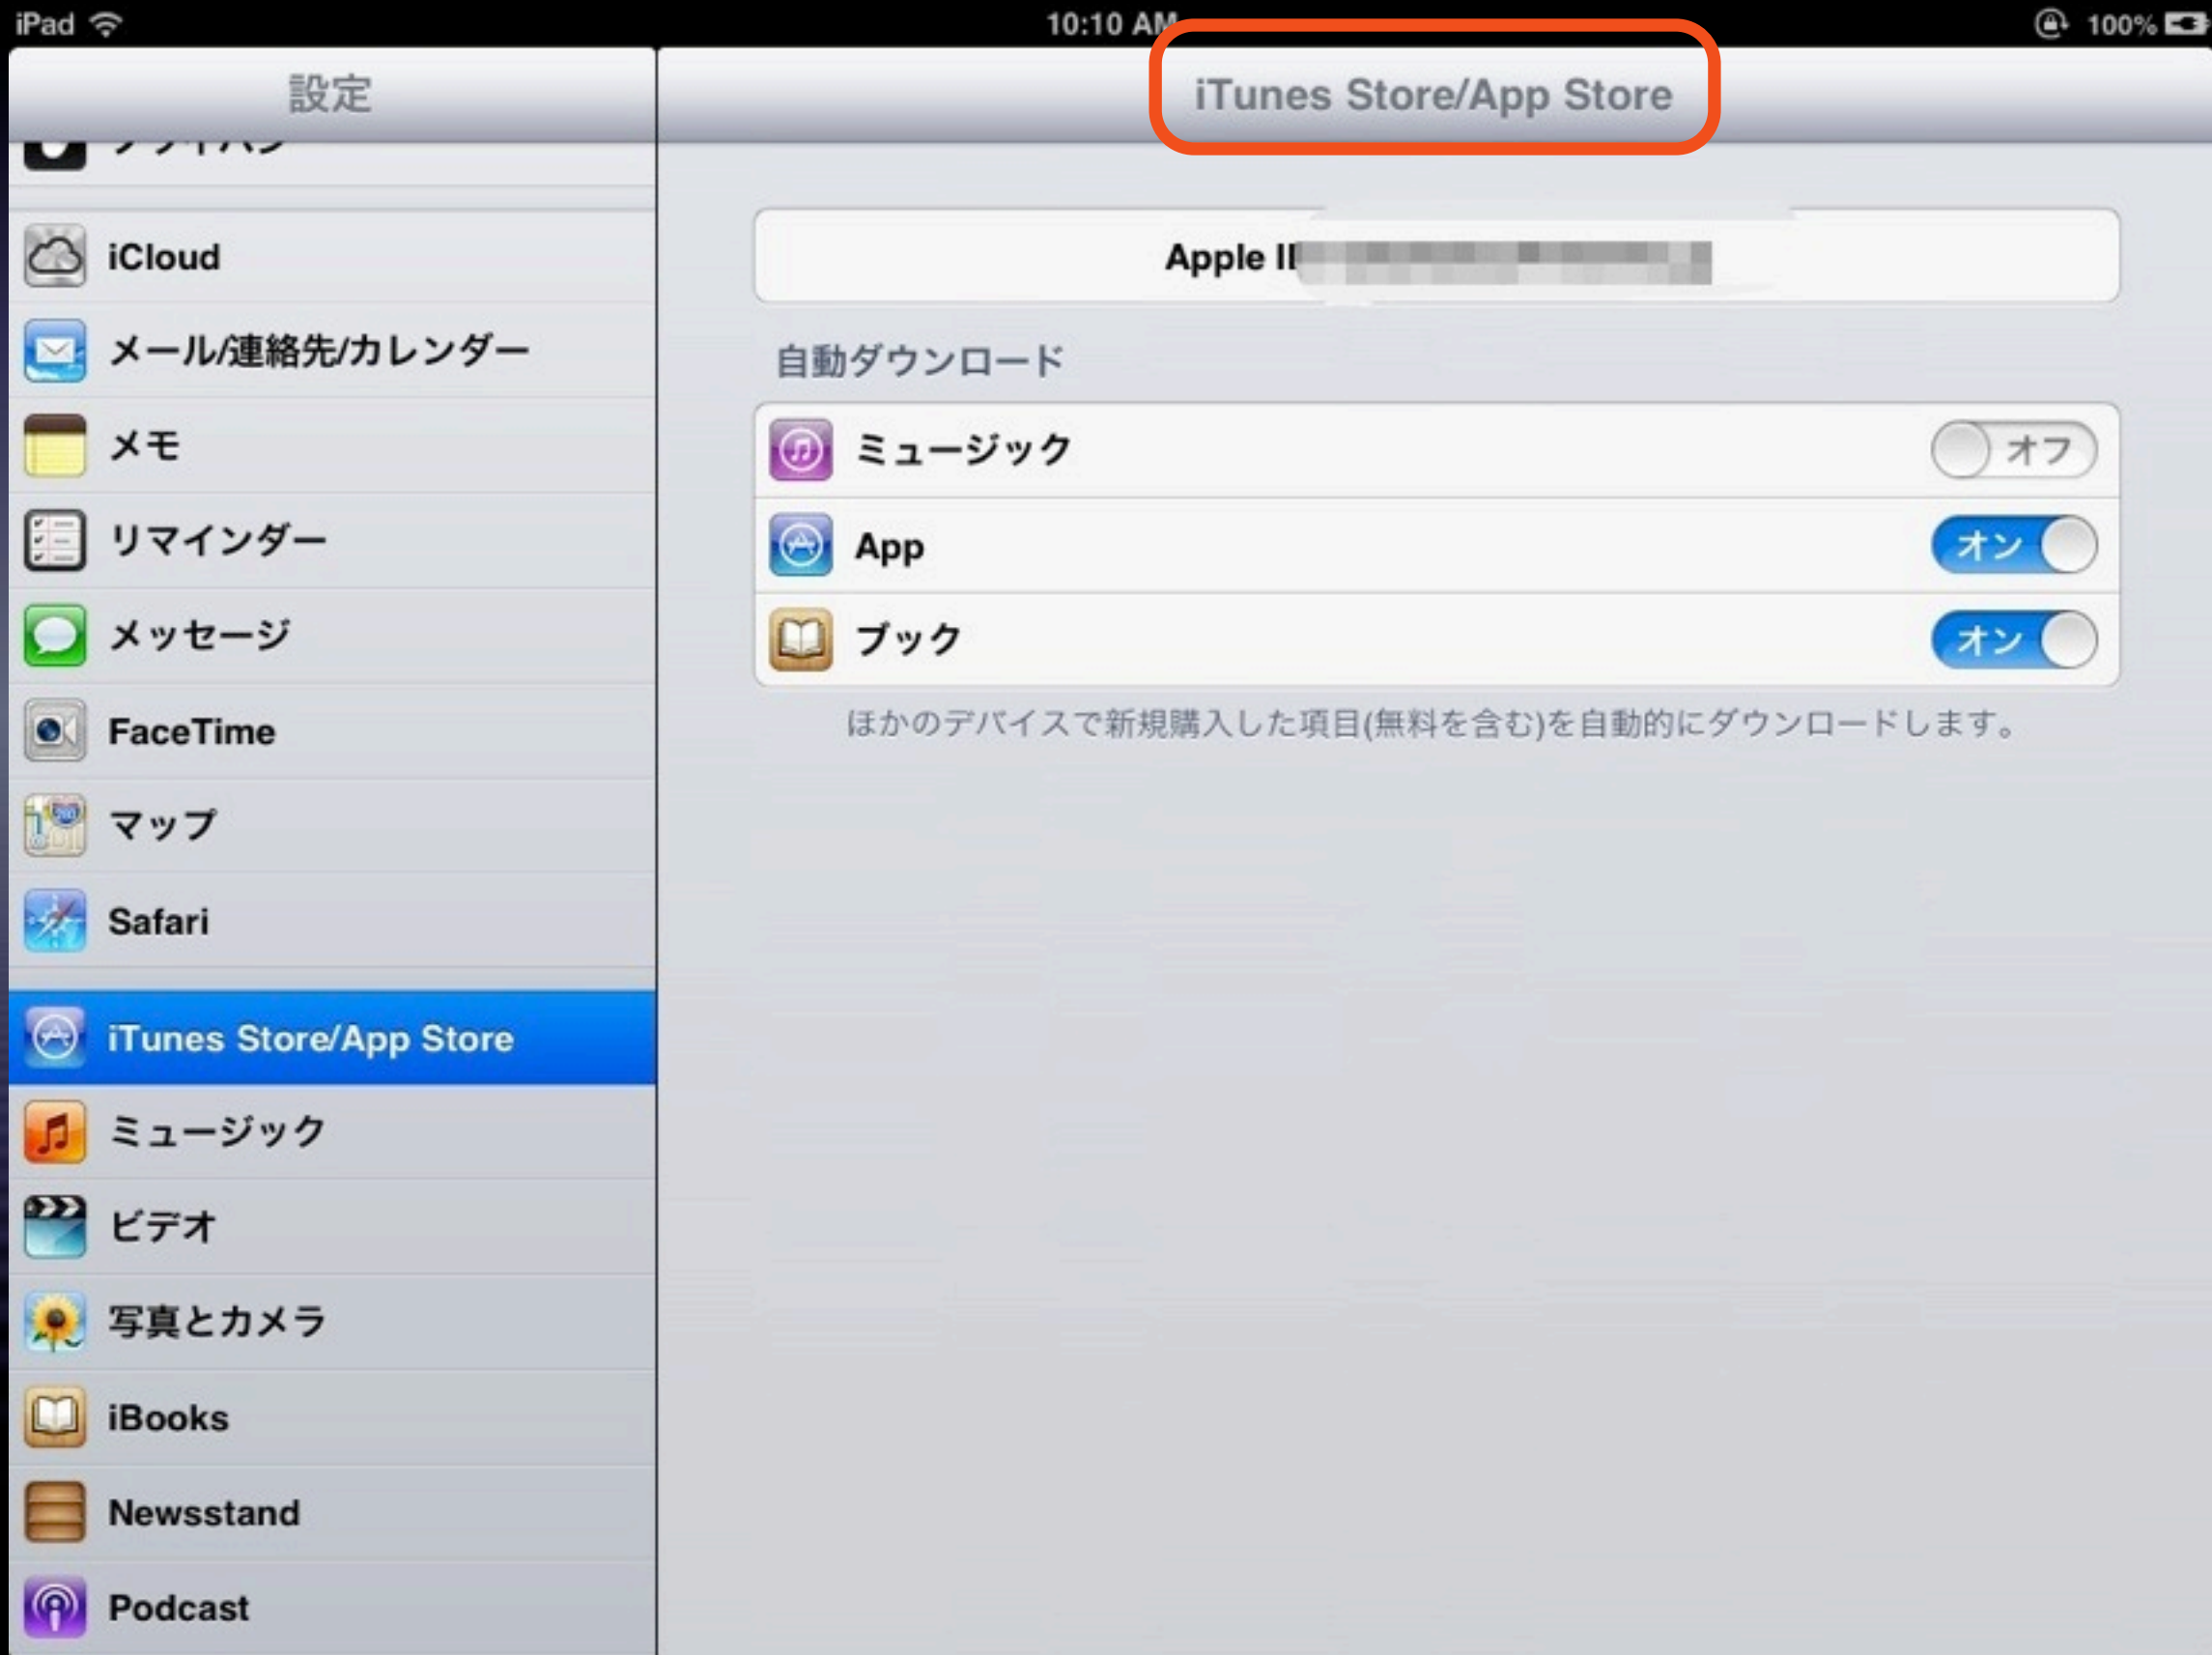 iPad
10:10 AM
100%
設定
iTunes Store/App Store
iCloud
メール/連絡先/カレンダー
メモ
リマインダー
メッセージ
FaceTime
マップ
Safari
iTunes Store/App Store
ミュージック
ビデオ
写真とカメラ
iBooks
Newsstand
Podcast
Apple I
自動ダウンロード
ミュージック オフ
App オン
ブック オン
ほかのデバイスで新規購入した項目(無料を含む)を自動的にダウンロードします。